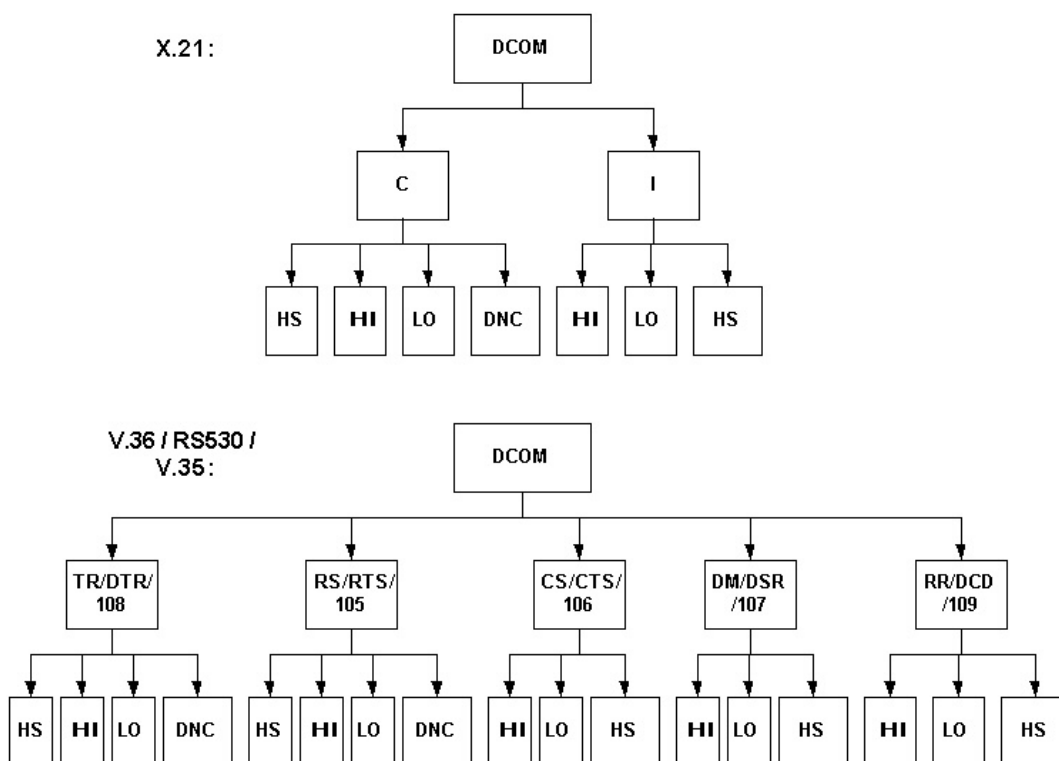 X.21:
DCOM
C
I
HS
HI
LO
DNC
HI
LO
HS
V.36 / RS530 /
V.35:
DCOM
TR/DTR/
108
RS/RTS/
105
CS/CTS/
106
DM/DSR
/107
RR/DCD
/109
HS
HI
LO
DNC
HS
HI
LO
DNC
HI
LO
HS
HI
LO
HS
HI
LO
HS